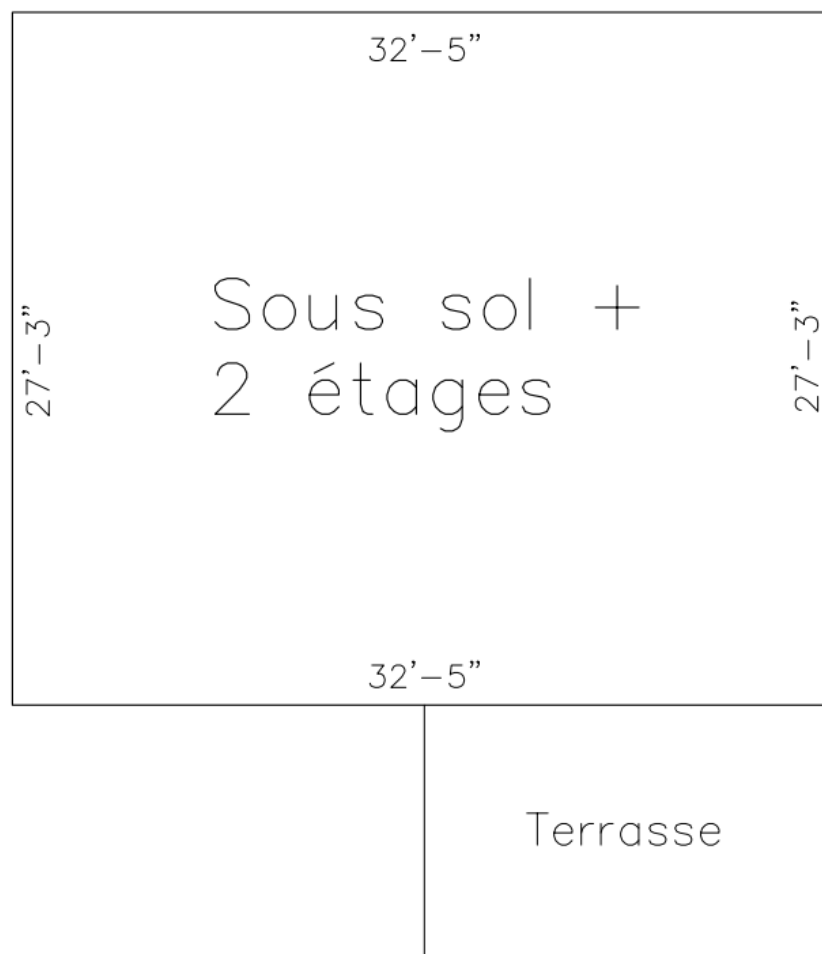 32’-5”
Sous sol +
2 étages
27’-3”
27’-3”
32’-5”
Terrasse